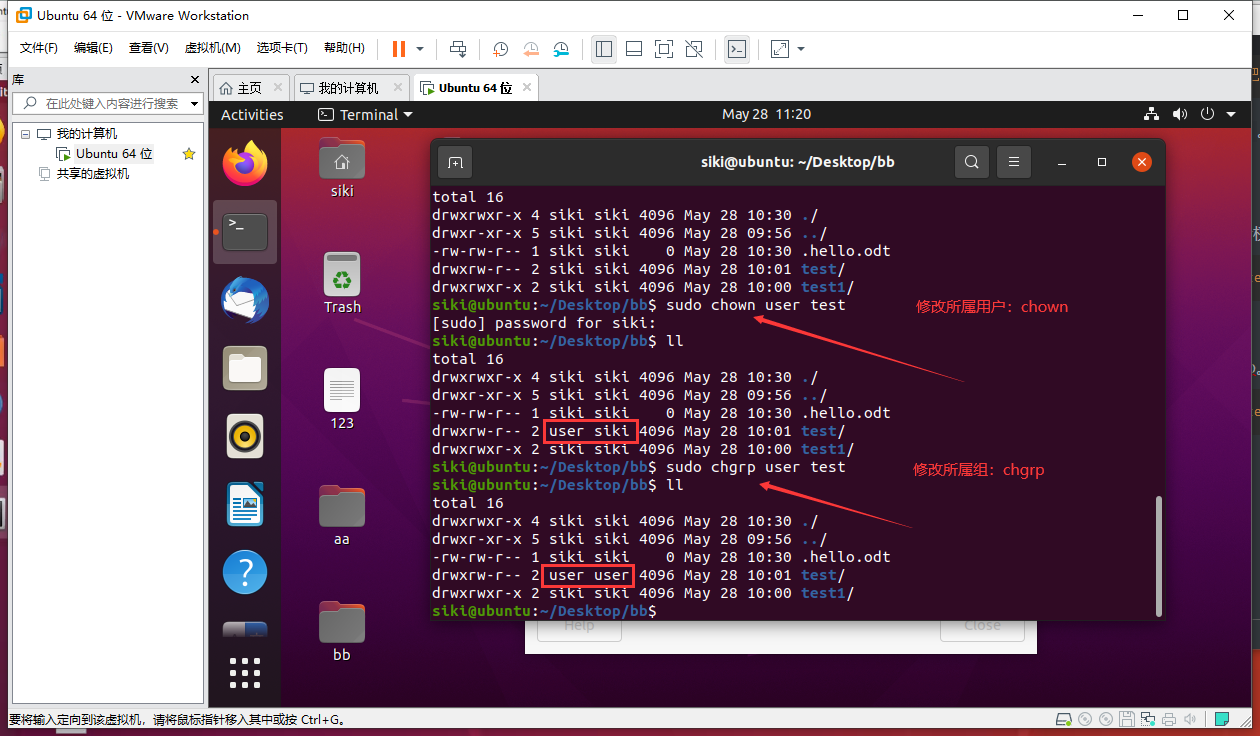 Ubuntu 64 位 - VMware Workstation
文件(F) 编辑(E) 查看(V) 虚拟机(M) 选项卡(T) 帮助(H)
库
在此处键入内容进行搜索
我的计算机
Ubuntu 64 位
共享的虚拟机
主页 我的计算机 Ubuntu 64 位
Activities Terminal May 28 11:20
siki
Trash
123
aa
bb
siki@ubuntu: ~/Desktop/bb
total 16
drwxrwxr-x 4 siki siki 4096 May 28 10:30 ./
drwxr-xr-x 5 siki siki 4096 May 28 09:56 ../
-rw-rw-r-- 1 siki siki    0 May 28 10:30 .hello.odt
drwxrw-r-- 2 siki siki 4096 May 28 10:01 test/
drwxrwxr-x 2 siki siki 4096 May 28 10:00 test1/
siki@ubuntu:~/Desktop/bb$ sudo chown user test
修改所属用户：chown
[sudo] password for siki:
siki@ubuntu:~/Desktop/bb$ ll
total 16
drwxrwxr-x 4 siki siki 4096 May 28 10:30 ./
drwxr-xr-x 5 siki siki 4096 May 28 09:56 ../
-rw-rw-r-- 1 siki siki    0 May 28 10:30 .hello.odt
drwxrw-r-- 2 user siki 4096 May 28 10:01 test/
drwxrwxr-x 2 siki siki 4096 May 28 10:00 test1/
siki@ubuntu:~/Desktop/bb$ sudo chgrp user test
修改所属组：chgrp
siki@ubuntu:~/Desktop/bb$ ll
total 16
drwxrwxr-x 4 siki siki 4096 May 28 10:30 ./
drwxr-xr-x 5 siki siki 4096 May 28 09:56 ../
-rw-rw-r-- 1 siki siki    0 May 28 10:30 .hello.odt
drwxrw-r-- 2 user user 4096 May 28 10:01 test/
drwxrwxr-x 2 siki siki 4096 May 28 10:00 test1/
siki@ubuntu:~/Desktop/bb$
Help Close
要将输入定向到该虚拟机，请将鼠标指针移入其中或按 Ctrl+G。